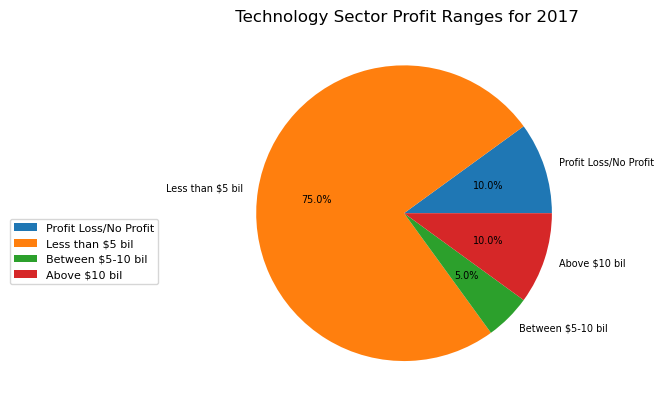 Technology Sector Profit Ranges for 2017
Profit Loss/No Profit
10.0%
Less than $5 bil
75.0%
10.0%
Above $10 bil
5.0%
Between $5-10 bil
Profit Loss/No Profit
Less than $5 bil
Between $5-10 bil
Above $10 bil